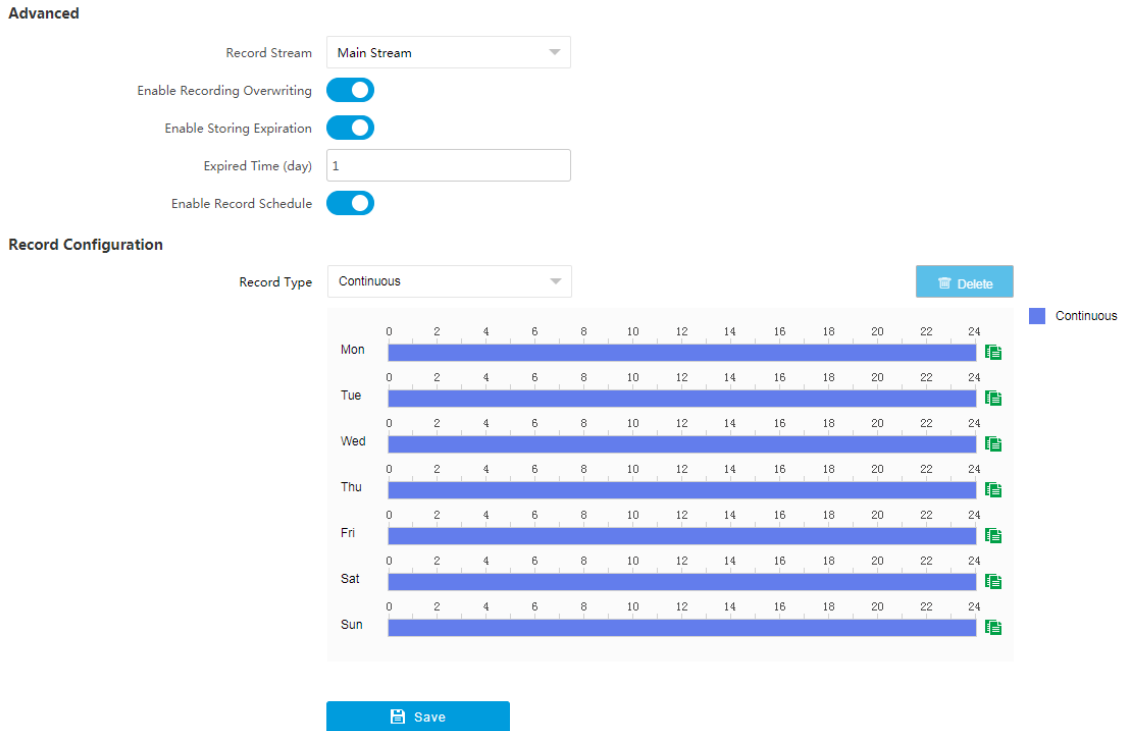 Advanced
Record Stream Main Stream
Enable Recording Overwriting
Enable Storing Expiration
Expired Time (day) 1
Enable Record Schedule
Record Configuration
Record Type Continuous Delete
Continuous
0 2 4 6 8 10 12 14 16 18 20 22 24
Mon
0 2 4 6 8 10 12 14 16 18 20 22 24
Tue
0 2 4 6 8 10 12 14 16 18 20 22 24
Wed
0 2 4 6 8 10 12 14 16 18 20 22 24
Thu
0 2 4 6 8 10 12 14 16 18 20 22 24
Fri
0 2 4 6 8 10 12 14 16 18 20 22 24
Sat
0 2 4 6 8 10 12 14 16 18 20 22 24
Sun
Save